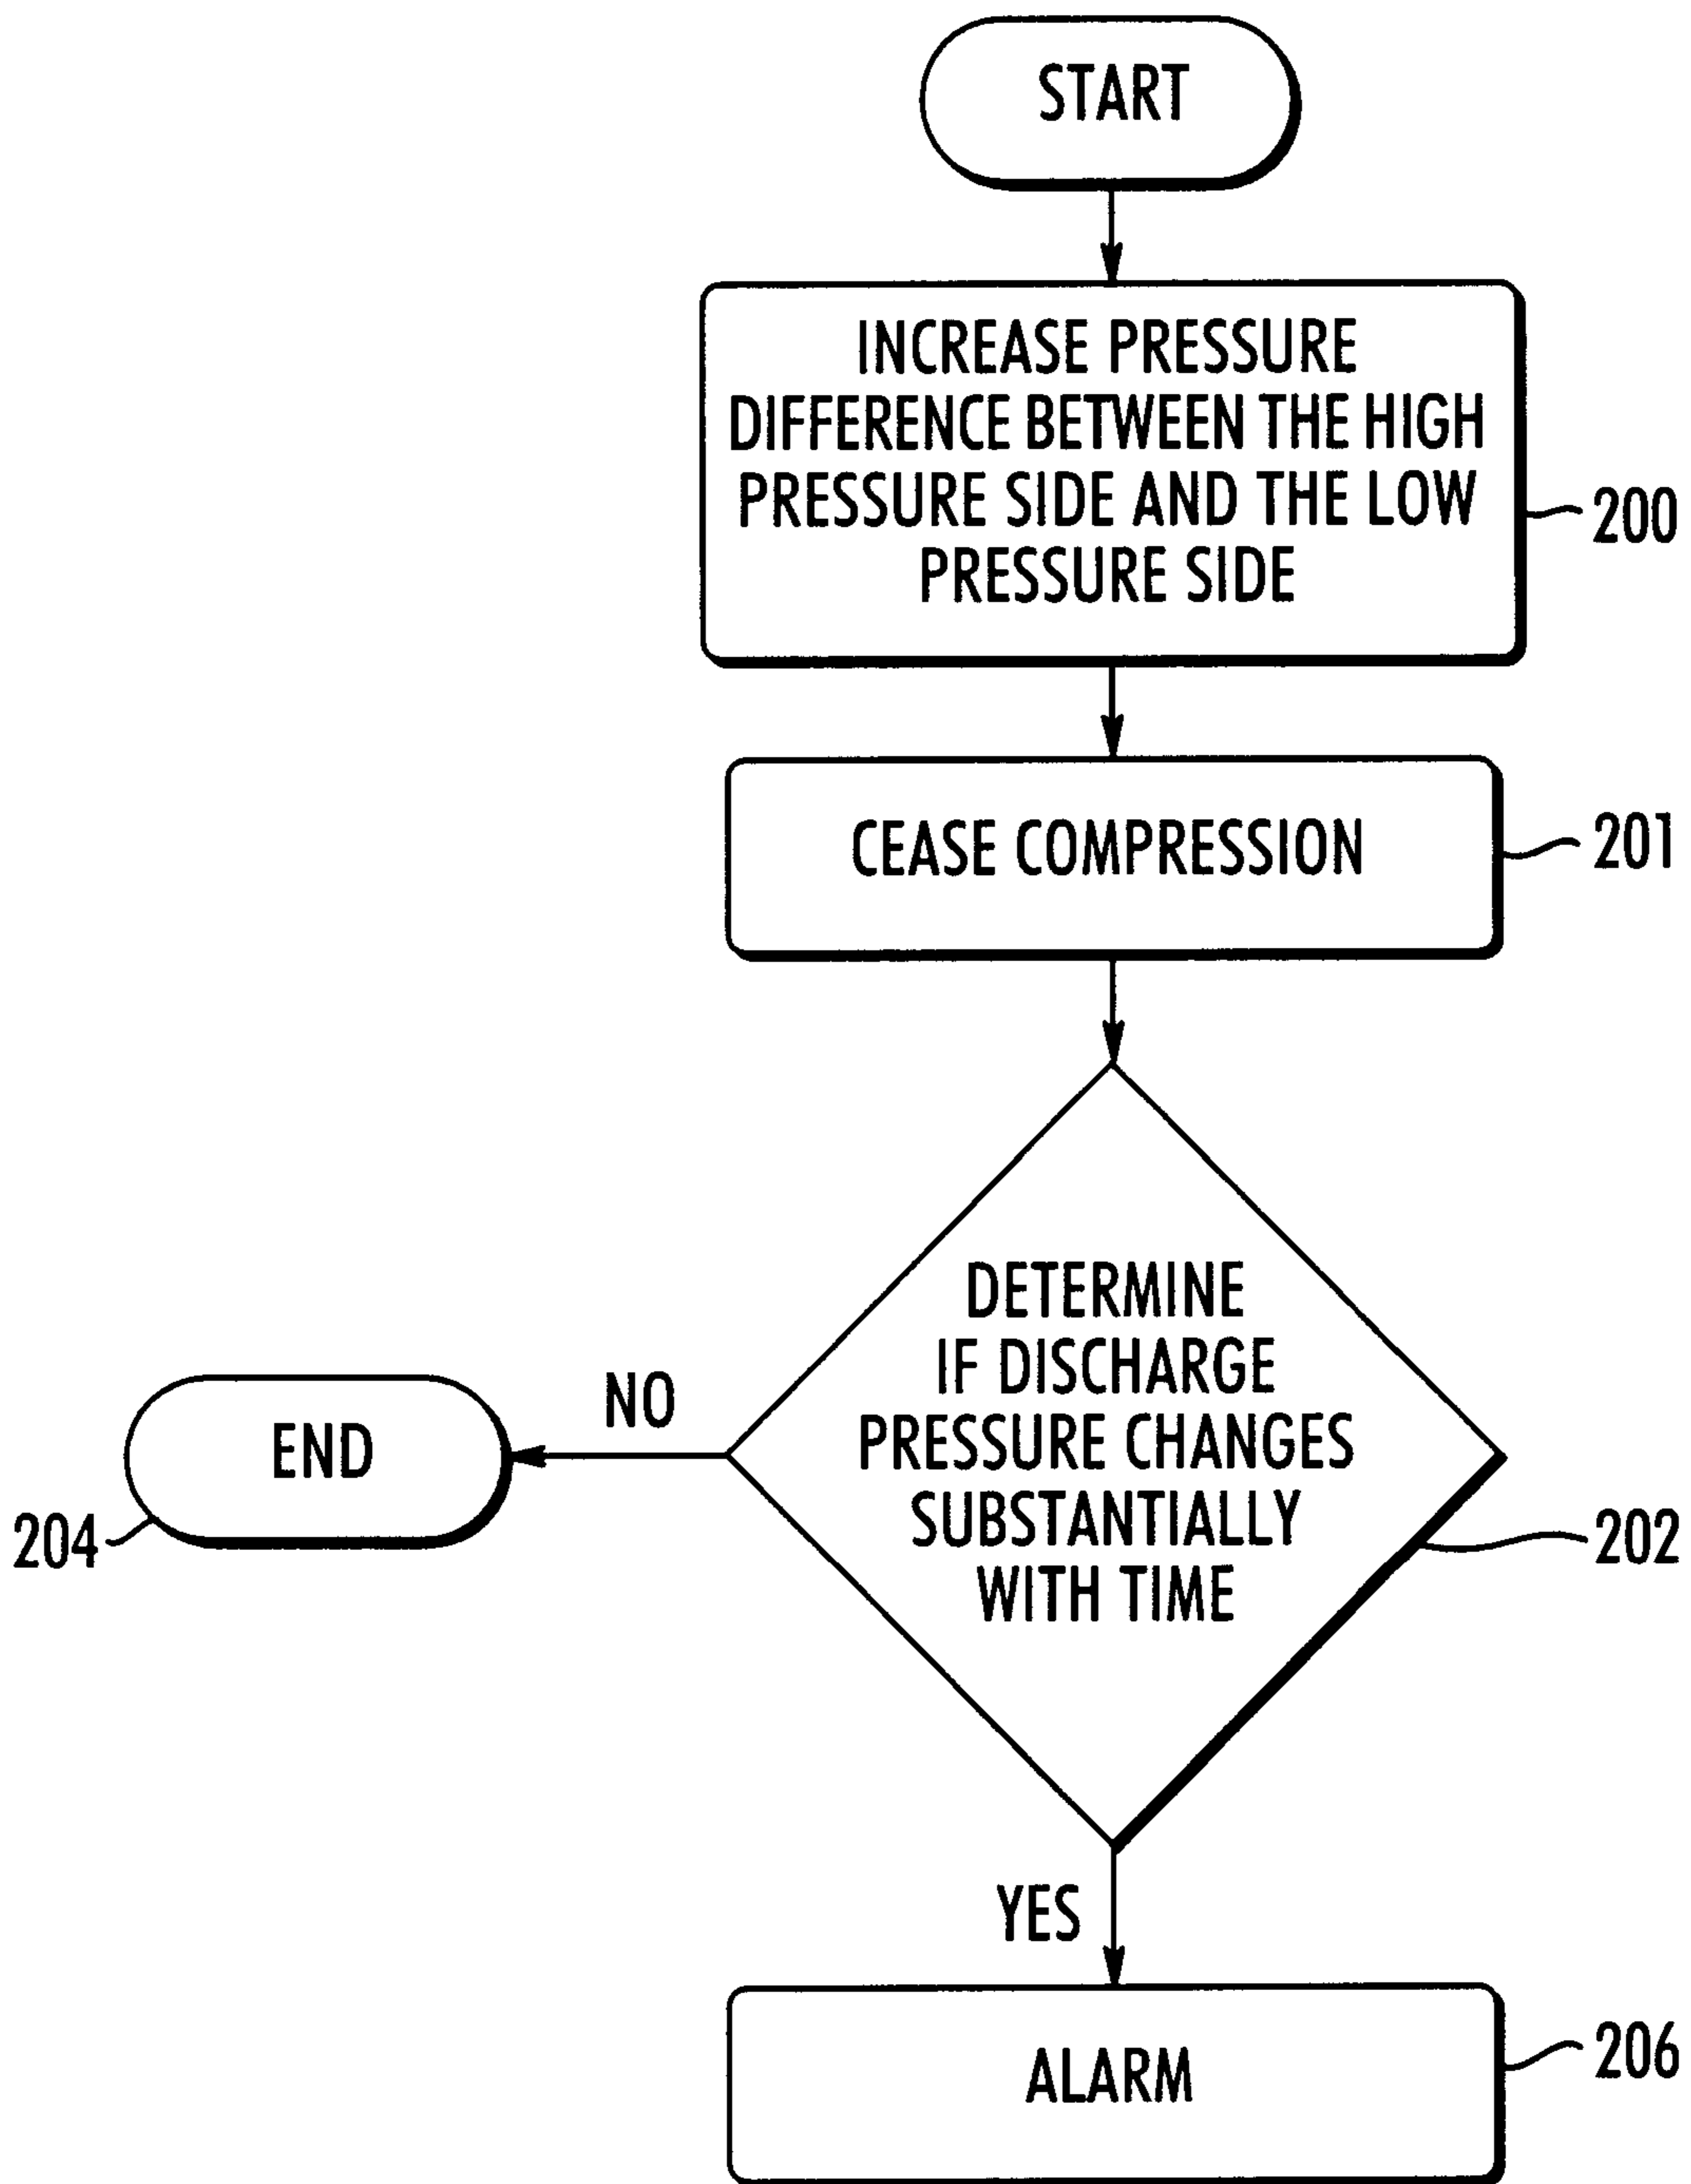 START
INCREASE PRESSURE
DIFFERENCE BETWEEN THE HIGH
PRESSURE SIDE AND THE LOW
PRESSURE SIDE
200
CEASE COMPRESSION
201
DETERMINE
IF DISCHARGE
PRESSURE CHANGES
SUBSTANTIALLY
WITH TIME
202
NO
END
204
YES
ALARM
206